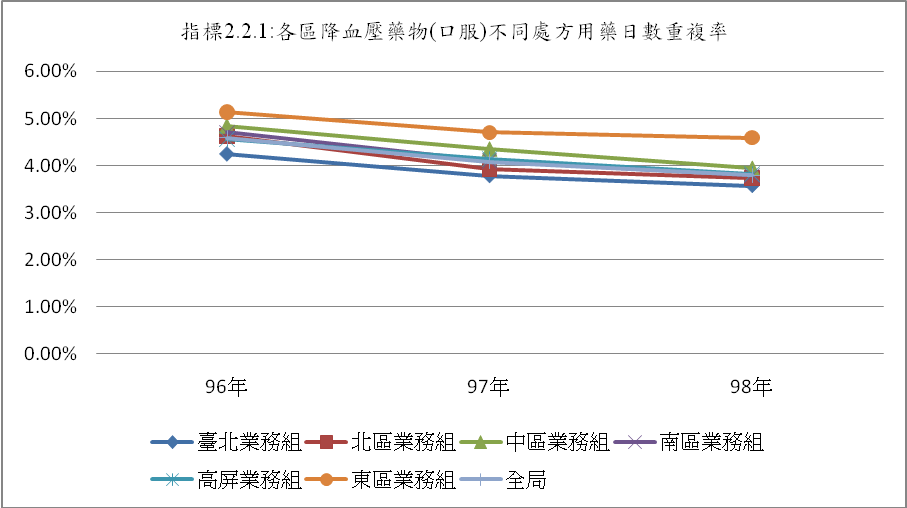 指標2.2.1:各區降血壓藥物(口服)不同處方用藥日數重複率
6.00%
5.00%
4.00%
3.00%
2.00%
1.00%
0.00%
96年 97年 98年
臺北業務組 北區業務組 中區業務組 南區業務組
高屏業務組 東區業務組 全局